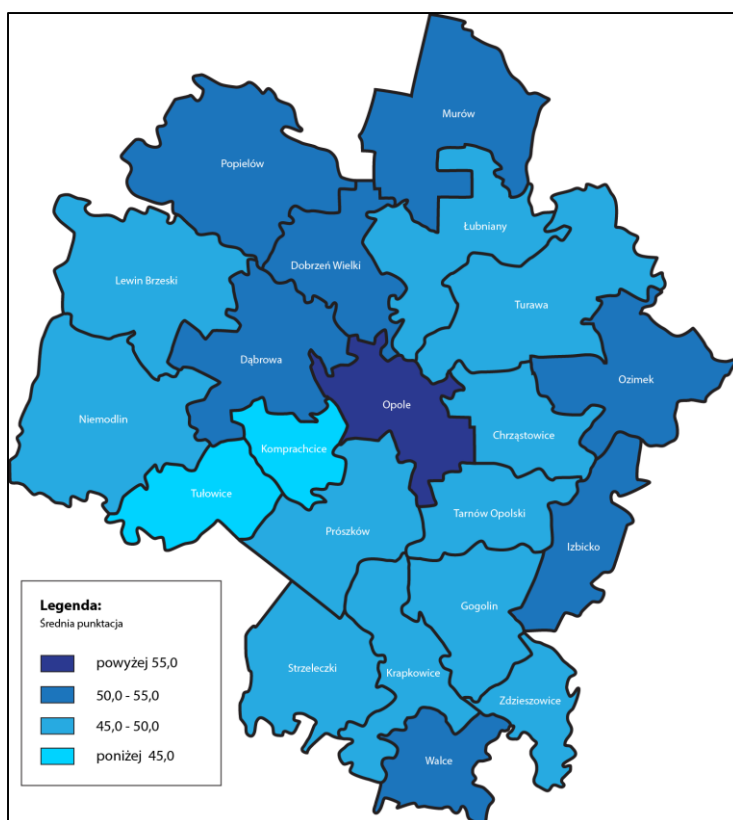 Murów
Popielów
Łubniany
Dobrzeń Wielki
Lewin Brzeski
Turawa
Dąbrowa
Ozimek
Opole
Niemodlin
Chrząstowice
Komprachcice
Tułowice
Tarnów Opolski
Prószków
Izbicko
Gogolin
Strzeleczki
Krapkowice
Zdzieszowice
Walce
Legenda:
Średnia punktacja
powyżej 55,0
50,0 - 55,0
45,0 - 50,0
poniżej 45,0